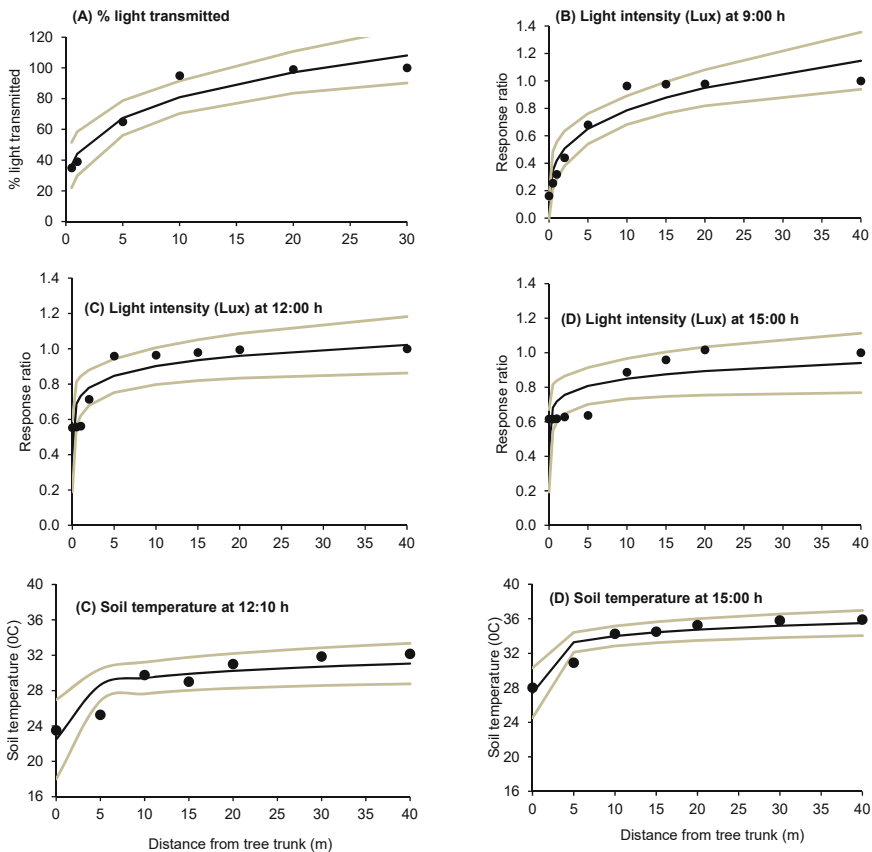 (A) % light transmitted
% light transmitted
120
100
80
60
40
20
0
0 5 10 15 20 25 30
(B) Light intensity (Lux) at 9:00 h
Response ratio
1.4
1.2
1.0
0.8
0.6
0.4
0.2
0.0
0 5 10 15 20 25 30 35 40
(C) Light intensity (Lux) at 12:00 h
Response ratio
1.4
1.2
1.0
0.8
0.6
0.4
0.2
0.0
0 5 10 15 20 25 30 35 40
(D) Light intensity (Lux) at 15:00 h
Response ratio
1.4
1.2
1.0
0.8
0.6
0.4
0.2
0.0
0 5 10 15 20 25 30 35 40
(C) Soil temperature at 12:10 h
Soil temperature (0C)
40
36
32
28
24
20
16
0 5 10 15 20 25 30 35 40
Distance from tree trunk (m)
(D) Soil temperature at 15:00 h
Soil temperature (0C)
40
36
32
28
24
20
16
0 5 10 15 20 25 30 35 40
Distance from tree trunk (m)